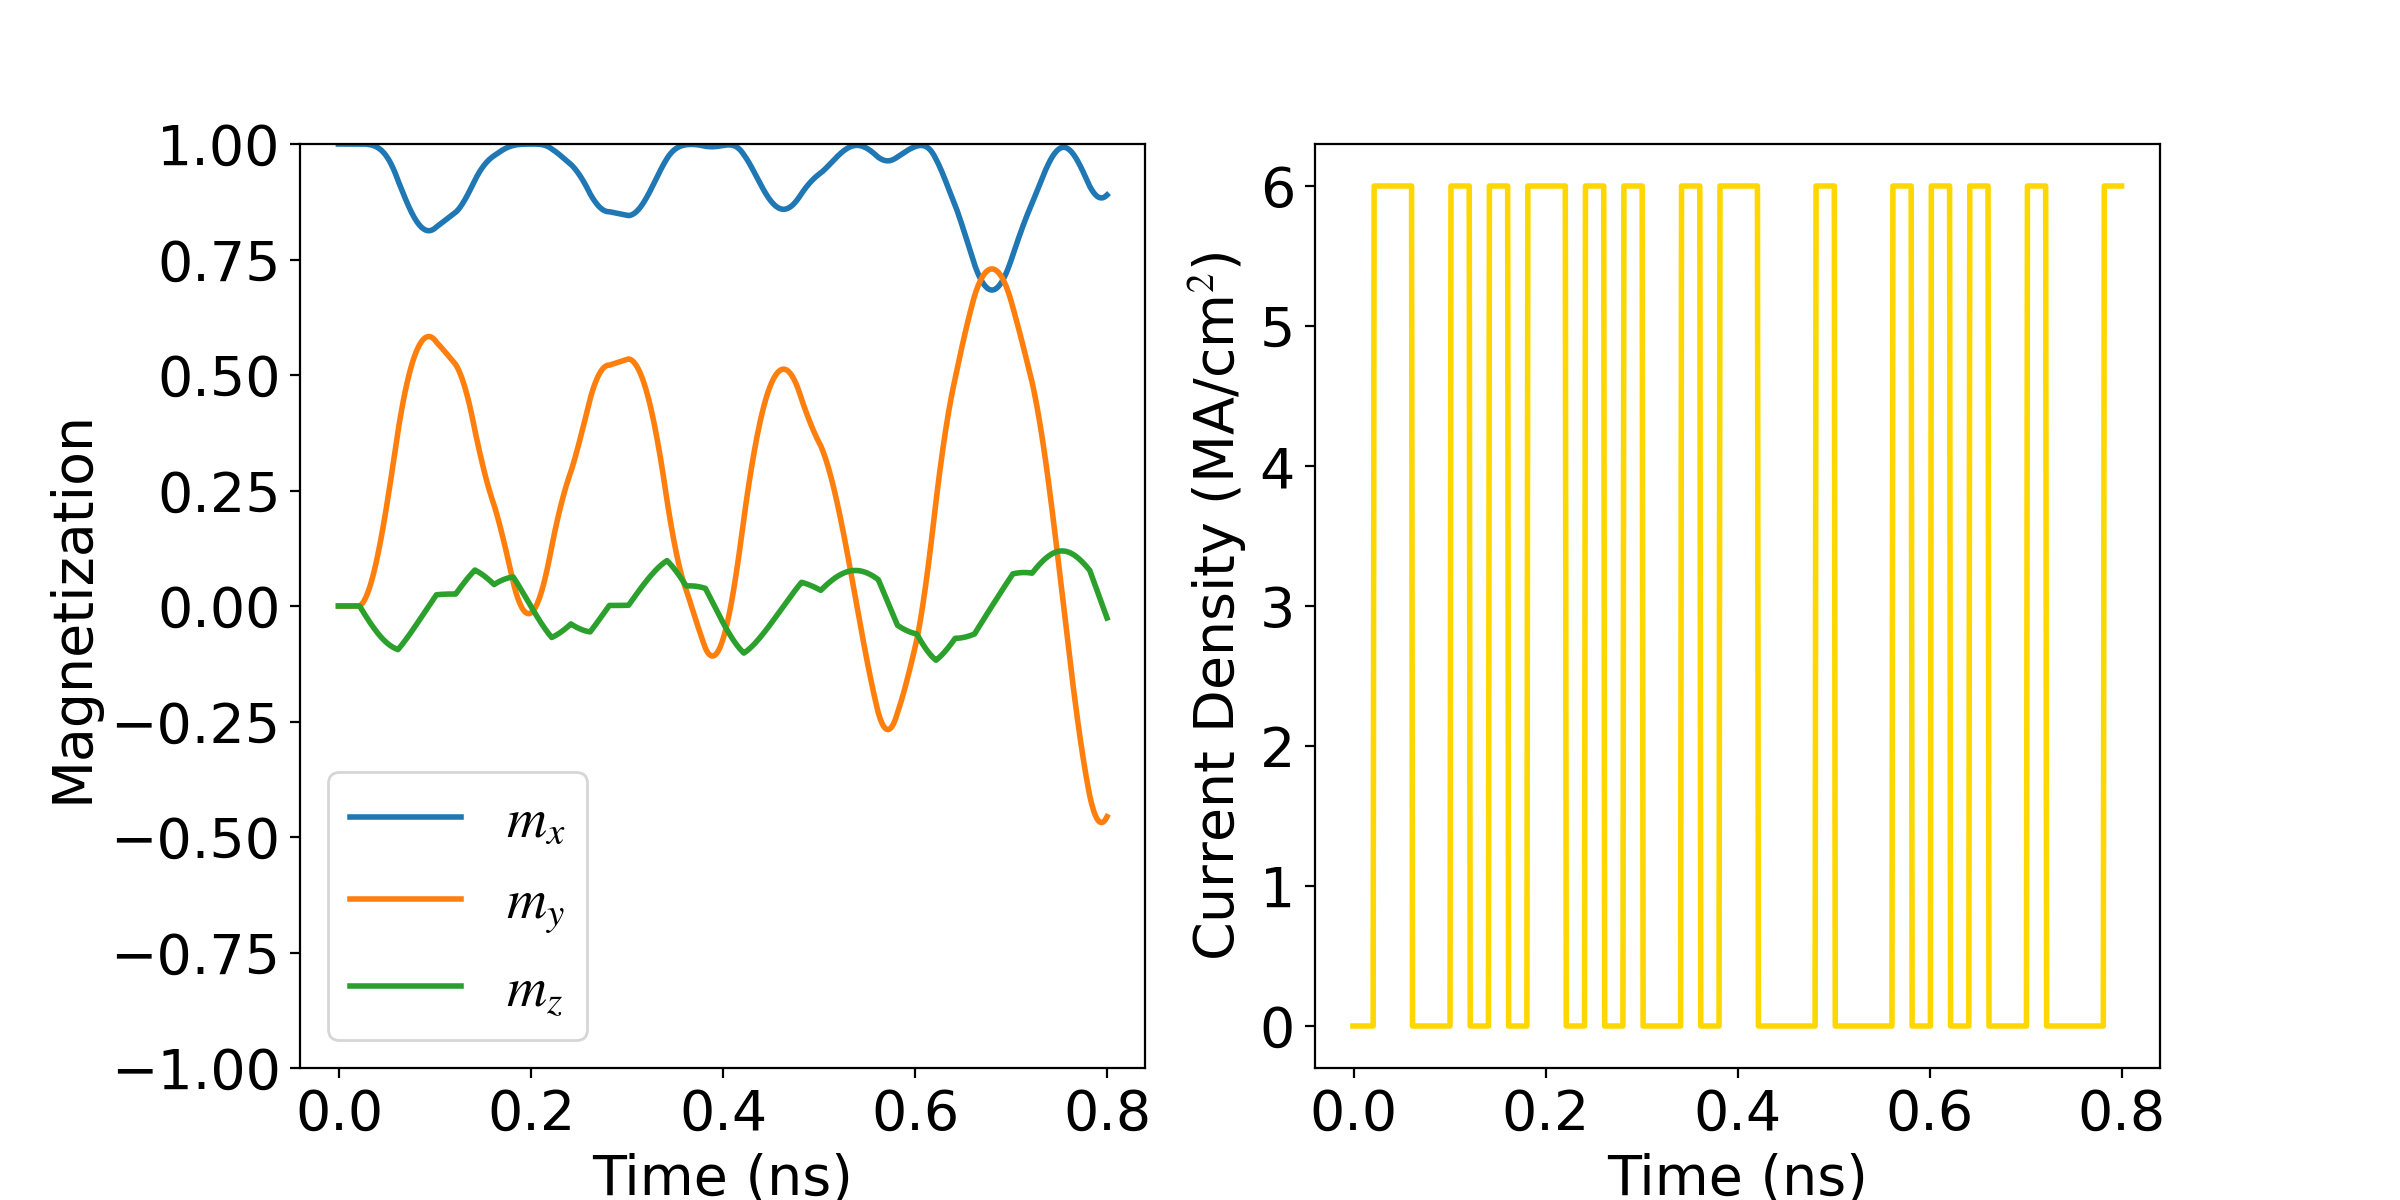 1.00
0.75
0.50
0.25
0.00
−0.25
−0.50
−0.75
−1.00
Magnetization
m_x
m_y
m_z
0.0 0.2 0.4 0.6 0.8
Time (ns)
6
5
4
3
2
1
0
Current Density (MA/cm²)
0.0 0.2 0.4 0.6 0.8
Time (ns)